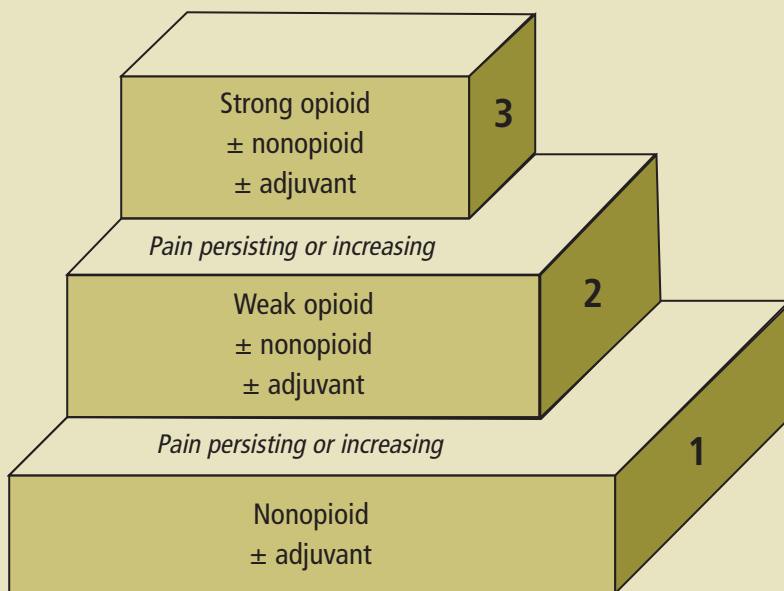 Strong opioid
± nonopioid
± adjuvant
3
Pain persisting or increasing
Weak opioid
± nonopioid
± adjuvant
2
Pain persisting or increasing
Nonopioid
± adjuvant
1